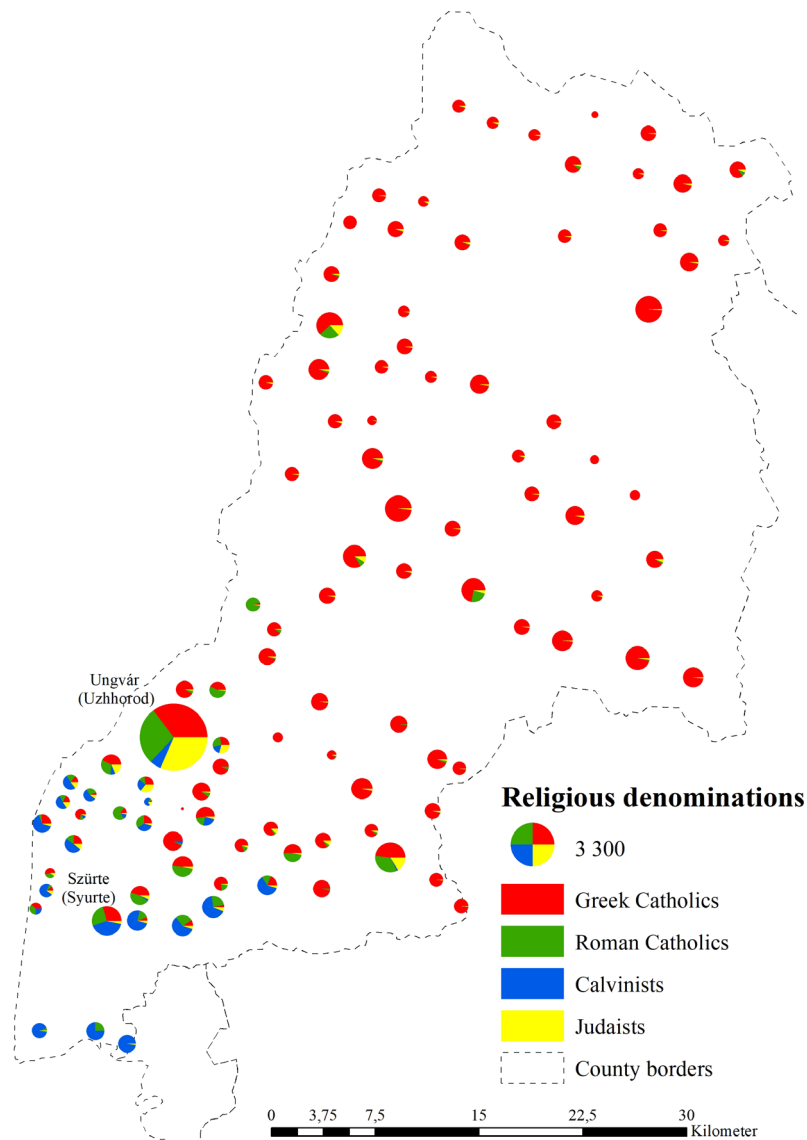 Ungvár
(Uzhhorod)
Szürte
(Syurte)
Religious denominations
3 300
Greek Catholics
Roman Catholics
Calvinists
Judaists
County borders
0 3,75 7,5 15 22,5 30
Kilometer